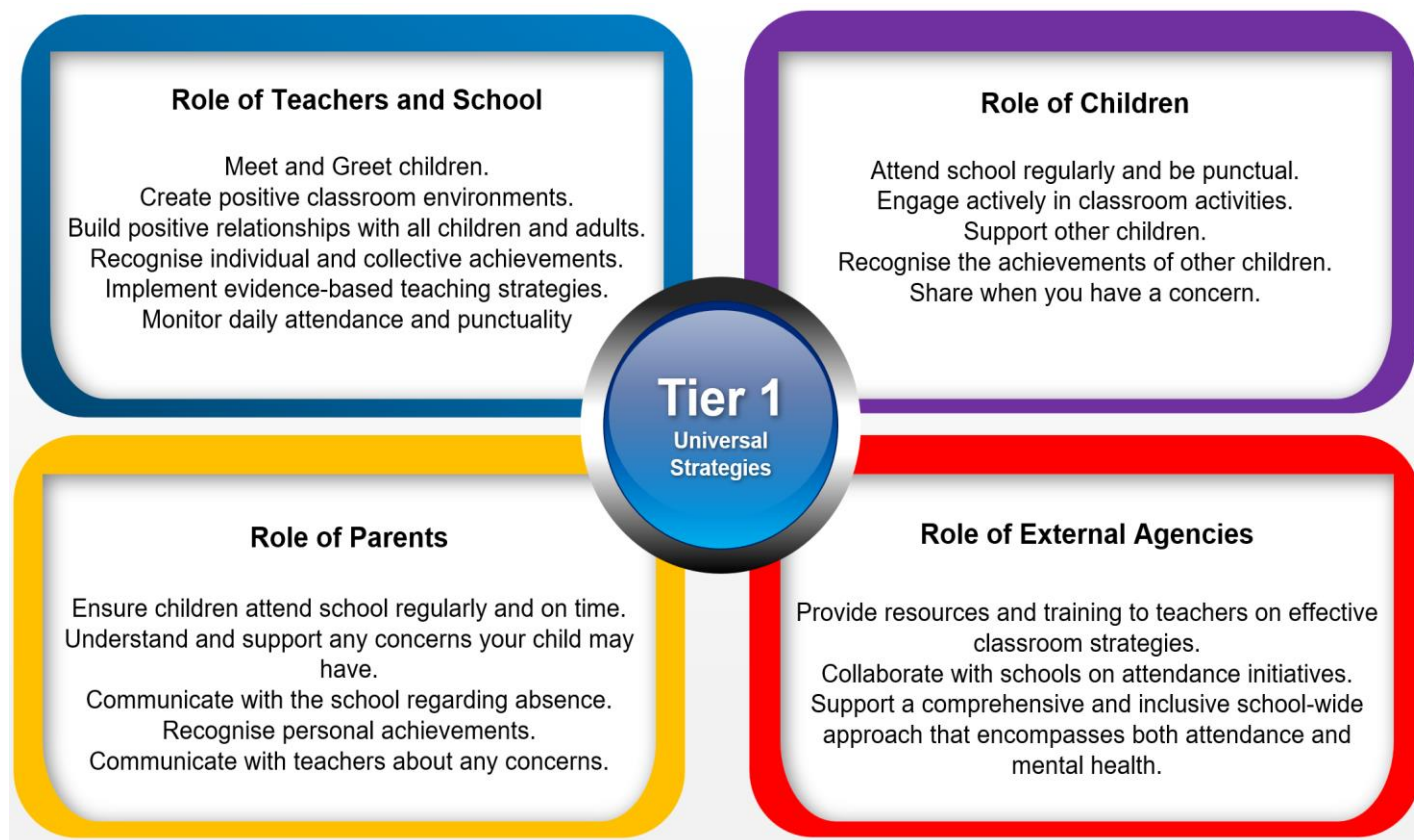 Role of Teachers and School
Meet and Greet children.
Create positive classroom environments.
Build positive relationships with all children and adults.
Recognise individual and collective achievements.
Implement evidence-based teaching strategies.
Monitor daily attendance and punctuality
Role of Children
Attend school regularly and be punctual.
Engage actively in classroom activities.
Support other children.
Recognise the achievements of other children.
Share when you have a concern.
Tier 1
Universal
Strategies
Role of Parents
Ensure children attend school regularly and on time.
Understand and support any concerns your child may
have.
Communicate with the school regarding absence.
Recognise personal achievements.
Communicate with teachers about any concerns.
Role of External Agencies
Provide resources and training to teachers on effective
classroom strategies.
Collaborate with schools on attendance initiatives.
Support a comprehensive and inclusive school-wide
approach that encompasses both attendance and
mental health.